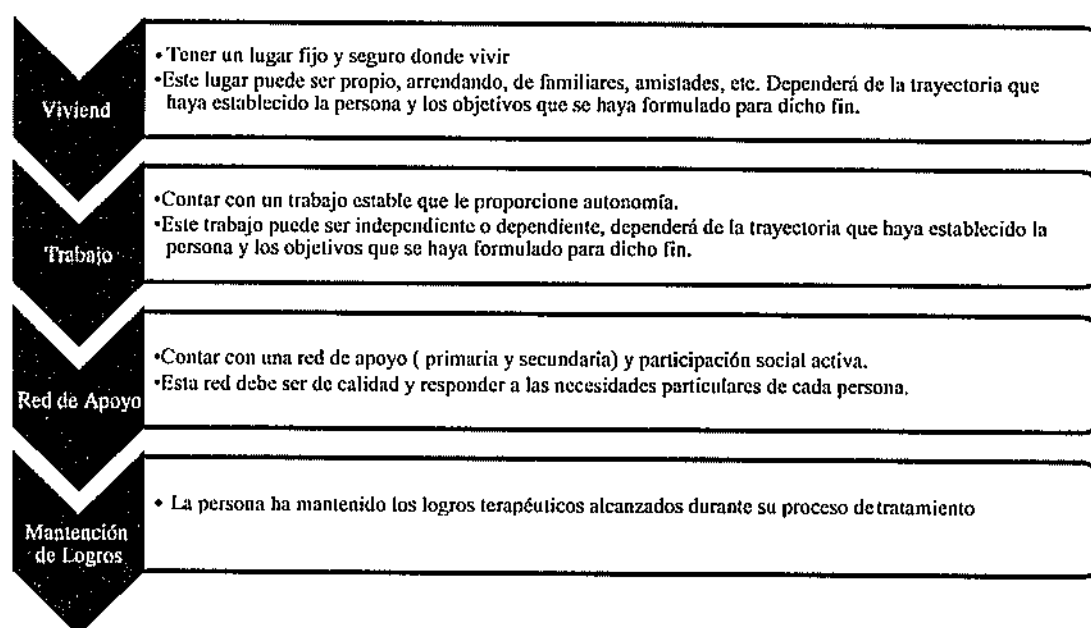 Viviend
• Tener un lugar fijo y seguro donde vivir
•Este lugar puede ser propio, arrendando, de familiares, amistades, etc. Dependerá de la trayectoria que
haya establecido la persona y los objetivos que se haya formulado para dicho fin.
Trabajo
•Contar con un trabajo estable que le proporcione autonomía.
•Este trabajo puede ser independiente o dependiente, dependerá de la trayectoria que haya establecido la
persona y los objetivos que se haya formulado para dicho fin.
Red de Apoyo
•Contar con una red de apoyo ( primaria y secundaria) y participación social activa.
•Esta red debe ser de calidad y responder a las necesidades particulares de cada persona.
Mantención
de Logros
• La persona ha mantenido los logros terapéuticos alcanzados durante su proceso de tratamiento